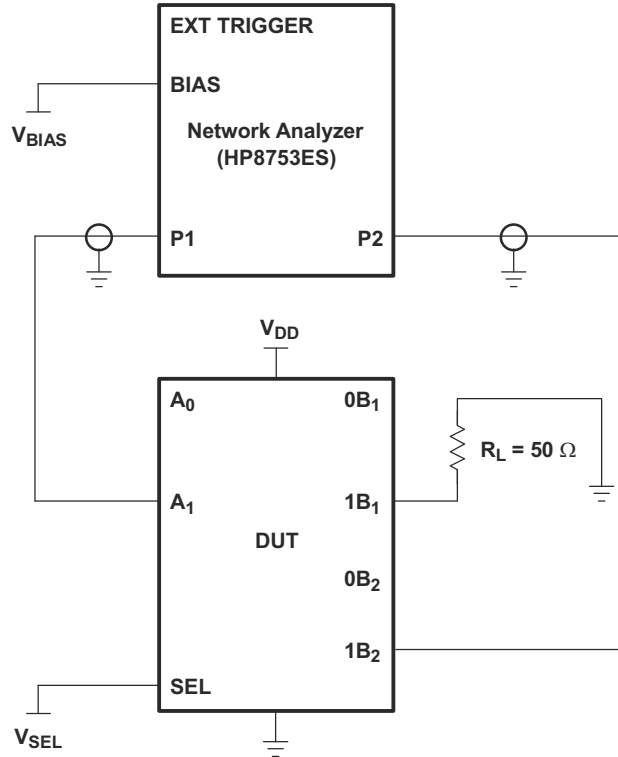 EXT TRIGGER
BIAS
V_BIAS
Network Analyzer
(HP8753ES)
P1
P2
V_DD
A_0
0B_1
R_L = 50 Ω
A_1
1B_1
DUT
0B_2
1B_2
SEL
V_SEL